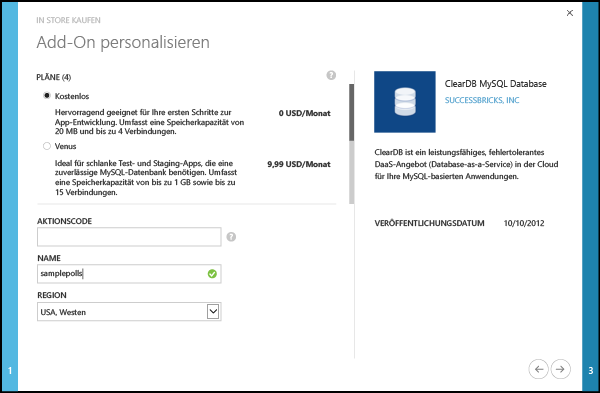 IN STORE KAUFEN
Add-On personalisieren
PLÄNE (4)
?
Kostenlos
Hervorragend geeignet für Ihre ersten Schritte zur
0 USD/Monat
App-Entwicklung. Umfasst eine Speicherkapazität von
20 MB und bis zu 4 Verbindungen.
Venus
Ideal für schlanke Test- und Staging-Apps, die eine
9,99 USD/Monat
zuverlässige MySQL-Datenbank benötigen. Umfasst
eine Speicherkapazität von bis zu 1 GB sowie bis zu
15 Verbindungen.
AKTIONSCODE
?
NAME
samplepolls
REGION
USA, Westen
ClearDB MySQL Database
SUCCESSBRICKS, INC
ClearDB ist ein leistungsfähiges, fehlertolerantes
DaaS-Angebot (Database-as-a-Service) in der Cloud
für Ihre MySQL-basierten Anwendungen.
VERÖFFENTLICHUNGSDATUM 10/10/2012
1
3